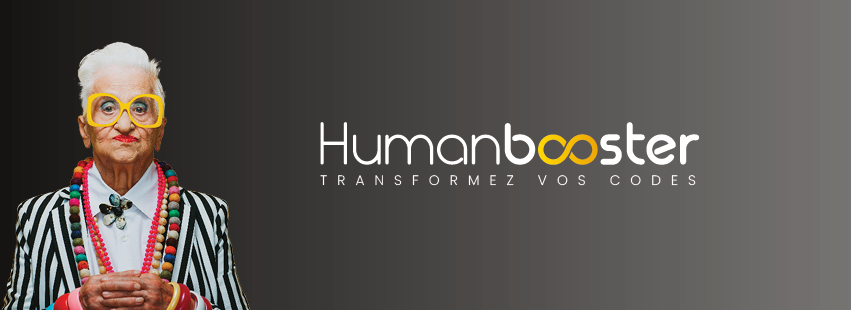 Humanbooster
TRANSFORMEZ VOS CODES